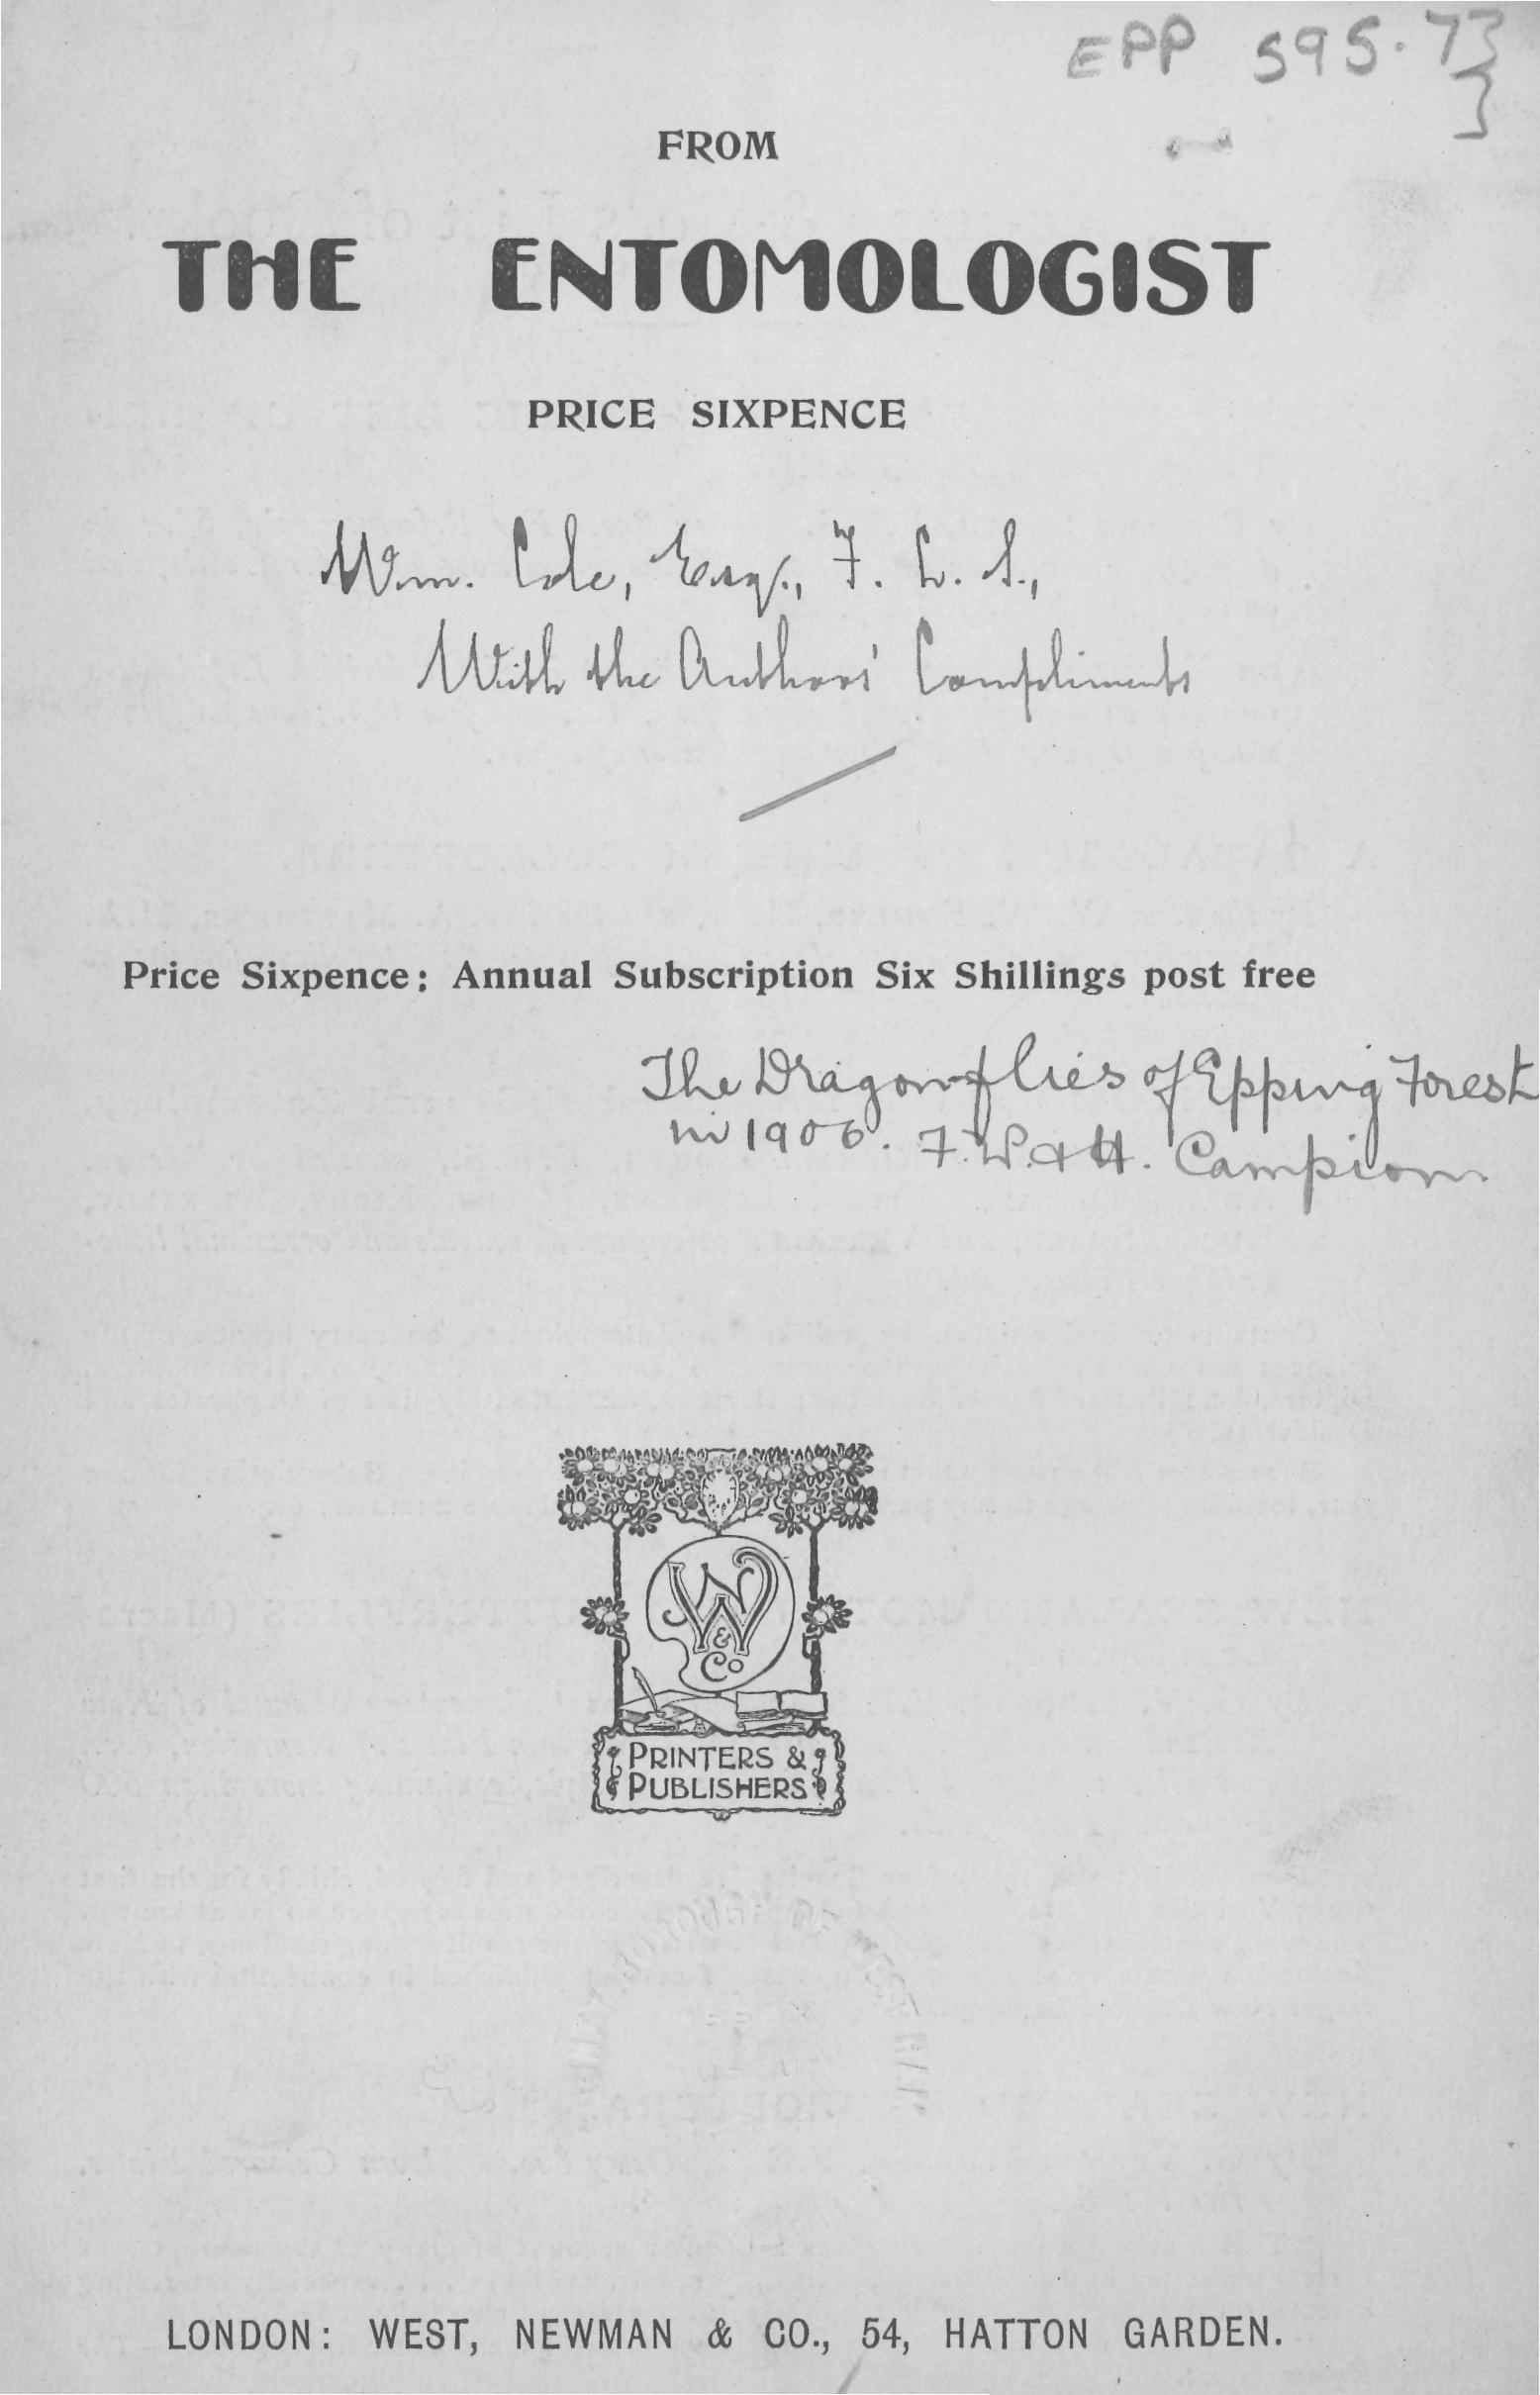 EPP 595.73
FROM
THE ENTOMOLOGIST
PRICE SIXPENCE
Wm. Cole, Esq., F. L. S.,
With the Authors' Compliments
Price Sixpence: Annual Subscription Six Shillings post free
The Dragonflies of Epping Forest
in 1906. F.W. & H. Campion
W N
& Co
PRINTERS &
PUBLISHERS
LONDON: WEST, NEWMAN & CO., 54, HATTON GARDEN.